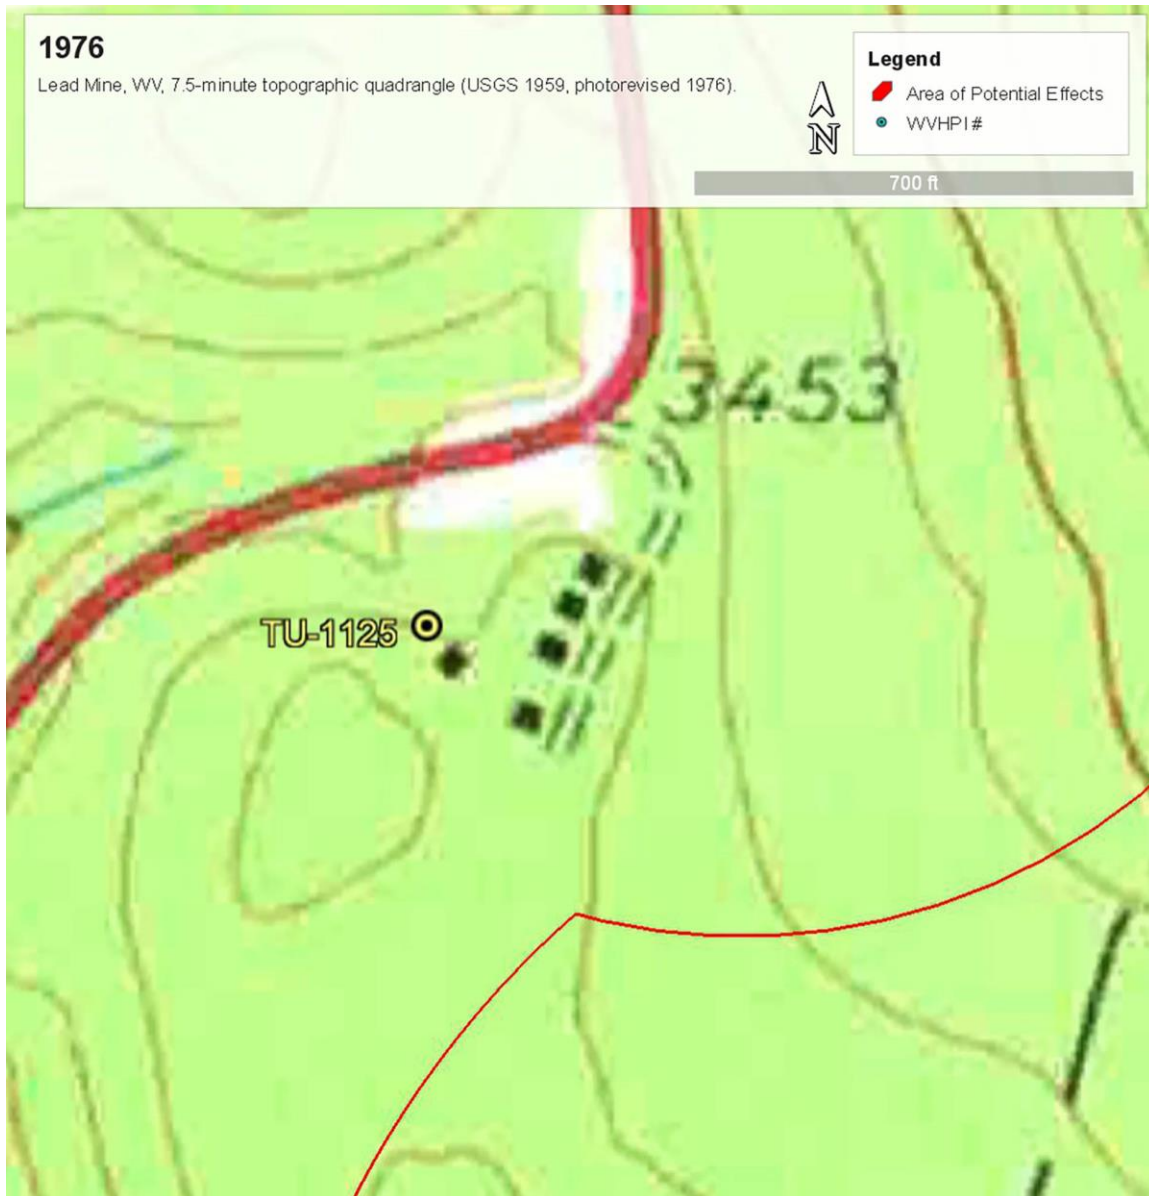 1976
Lead Mine, WV, 7.5-minute topographic quadrangle (USGS 1959, photorevised 1976).
N
Legend
Area of Potential Effects
WVHPI #
700 ft
3453
TU-1125